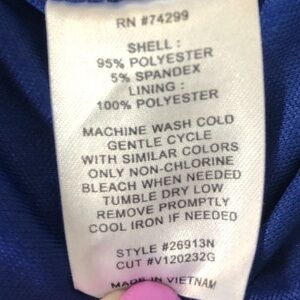 RN #74299
SHELL :
95% POLYESTER
5% SPANDEX
LINING :
100% POLYESTER
MACHINE WASH COLD
GENTLE CYCLE
WITH SIMILAR COLORS
ONLY NON-CHLORINE
BLEACH WHEN NEEDED
TUMBLE DRY LOW
REMOVE PROMPTLY
COOL IRON IF NEEDED
STYLE #26913N
CUT #V120232G
MADE IN VIETNAM